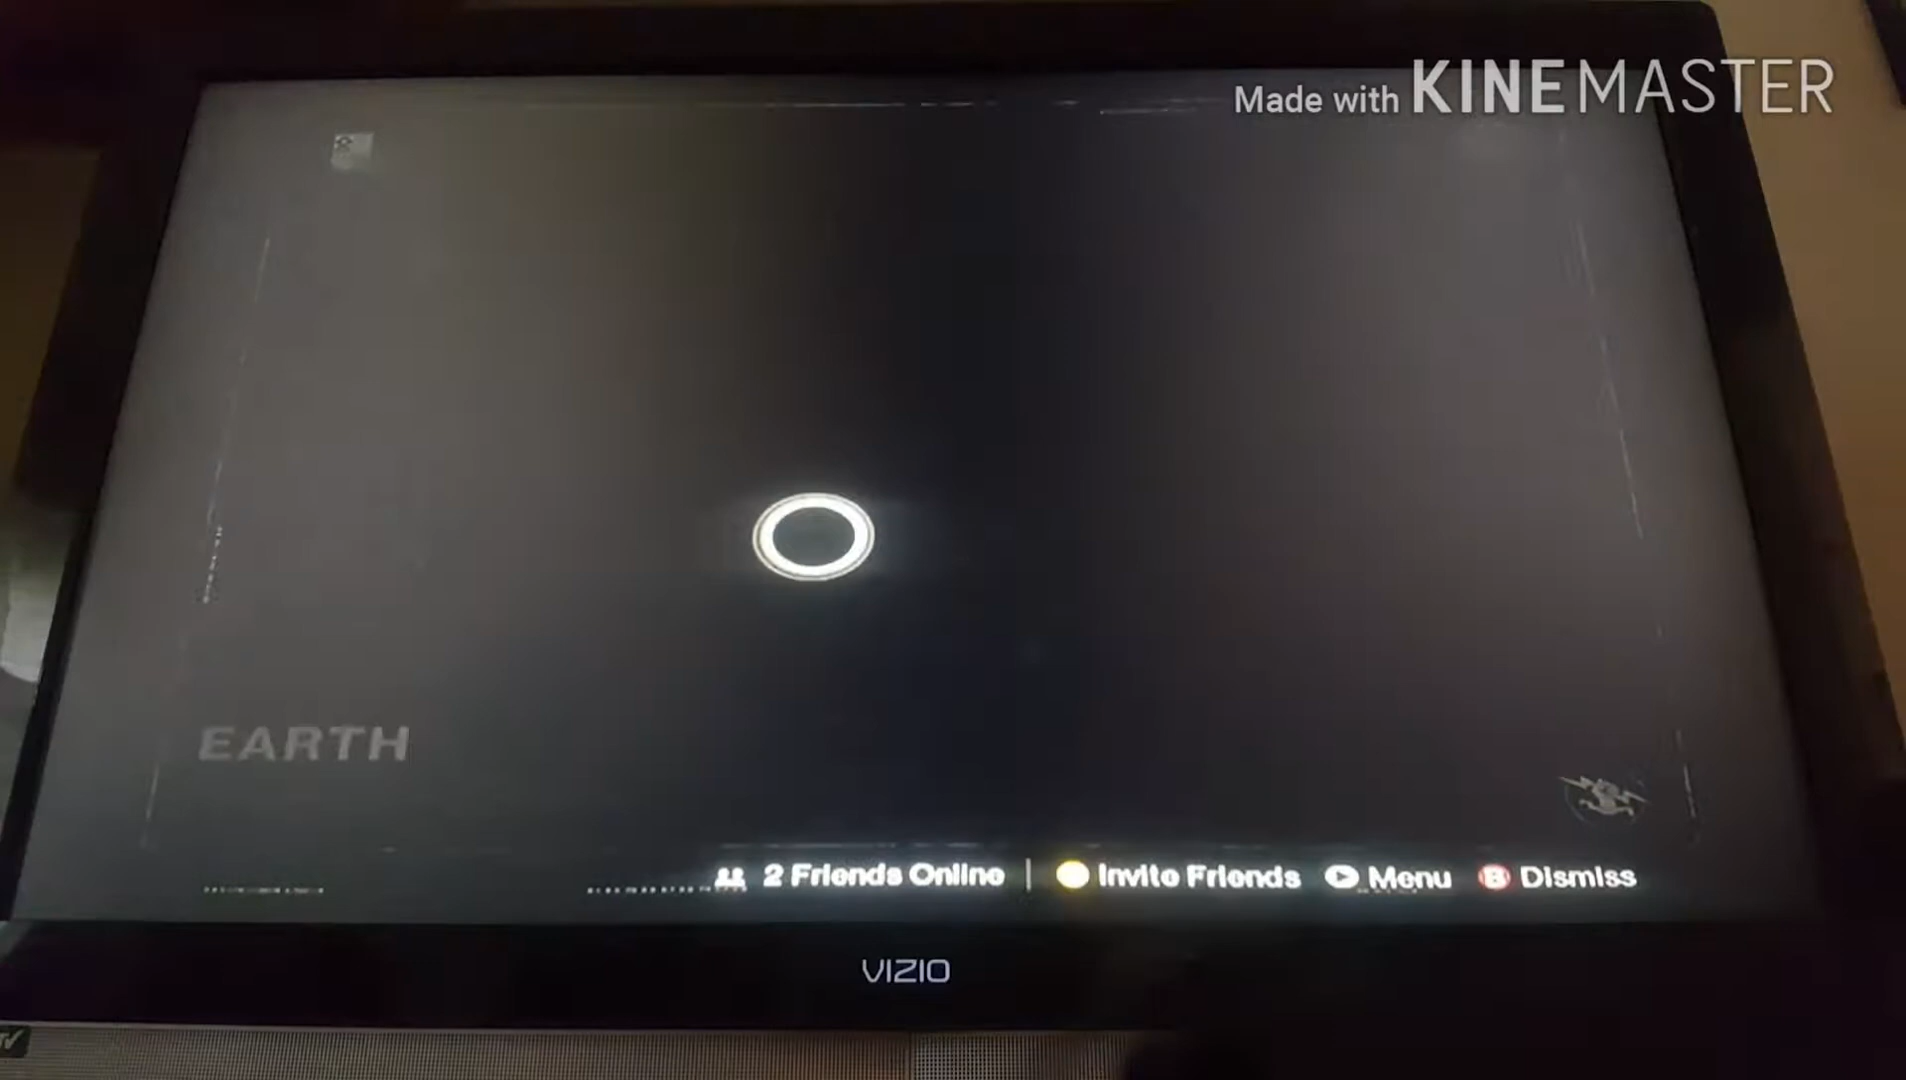 Made with KINEMASTER
EARTH
2 Friends Online | Invite Friends Menu B Dismiss
VIZIO